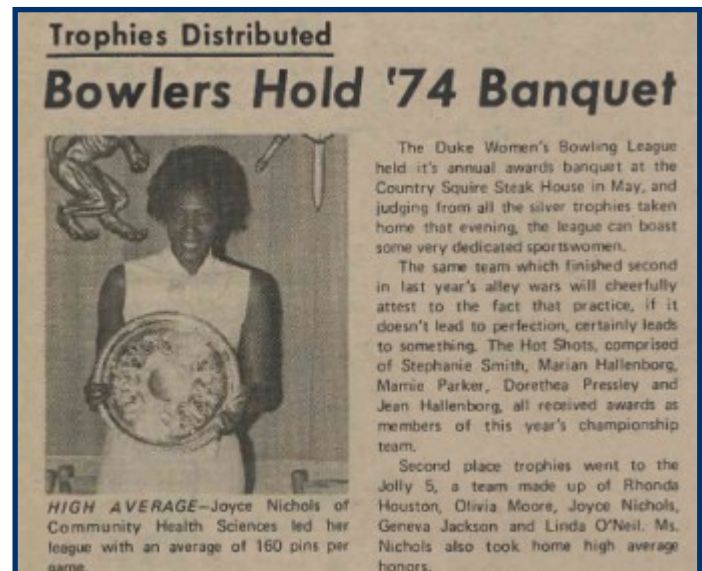 Trophies Distributed
Bowlers Hold '74 Banquet
HIGH AVERAGE—Joyce Nichols of
Community Health Sciences led her
league with an average of 160 pins per
game.
The Duke Women's Bowling League
held it's annual awards banquet at the
Country Squire Steak House in May, and
judging from all the silver trophies taken
home that evening, the league can boast
some very dedicated sportswomen.
The same team which finished second
in last year's alley wars will cheerfully
attest to the fact that practice, if it
doesn't lead to perfection, certainly leads
to something. The Hot Shots, comprised
of Stephanie Smith, Marian Hallenborg,
Mamie Parker, Dorethea Pressley and
Jean Hallenborg, all received awards as
members of this year's championship
team.
Second place trophies went to the
Jolly 5, a team made up of Rhonda
Houston, Olivia Moore, Joyce Nichols,
Geneva Jackson and Linda O'Neil. Ms.
Nichols also took home high average
honors.